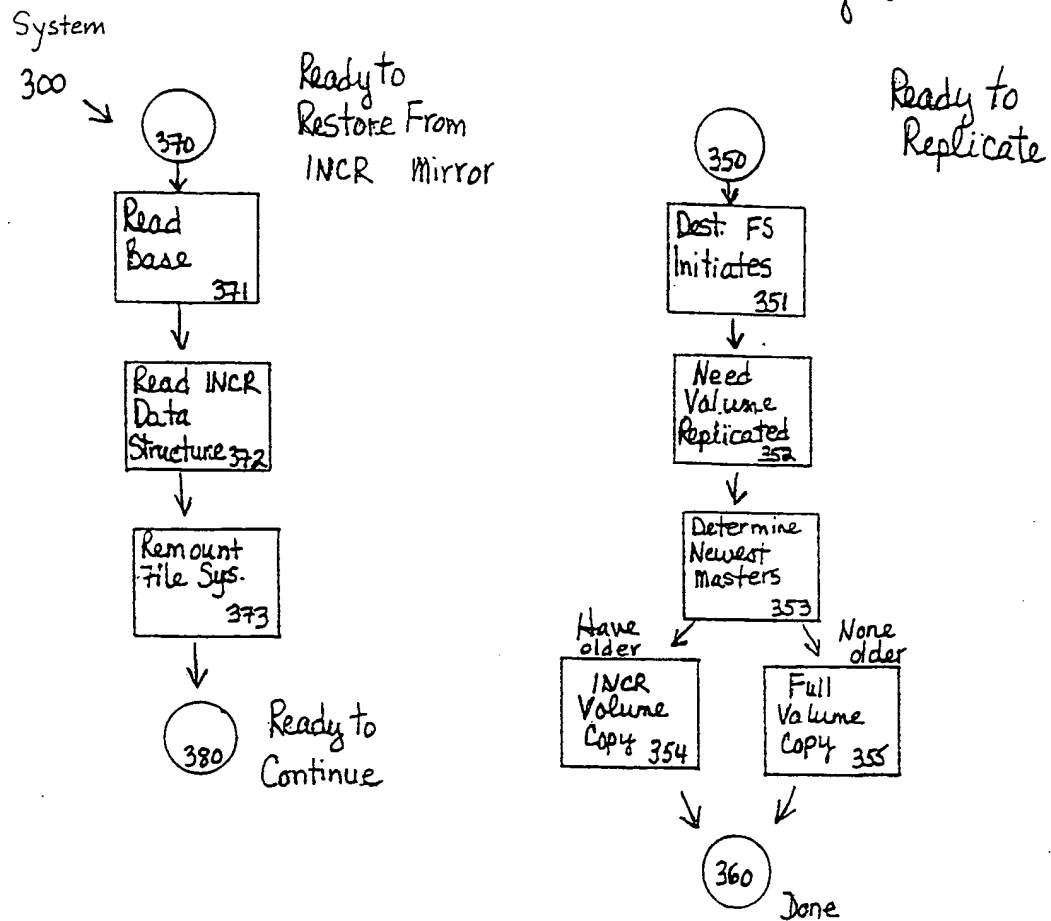 System
300
370
Ready to
Restore From
INCR Mirror
Read
Base
371
Read INCR
Data
Structure 372
Remount
File Sys.
373
380
Ready to
Continue
350
Ready to
Replicate
Dest. FS
Initiates
351
Need
Volume
Replicated
352
Determine
Newest
Masters
353
Have
older
None
older
INCR
Volume
Copy 354
Full
Volume
Copy 355
360
Done